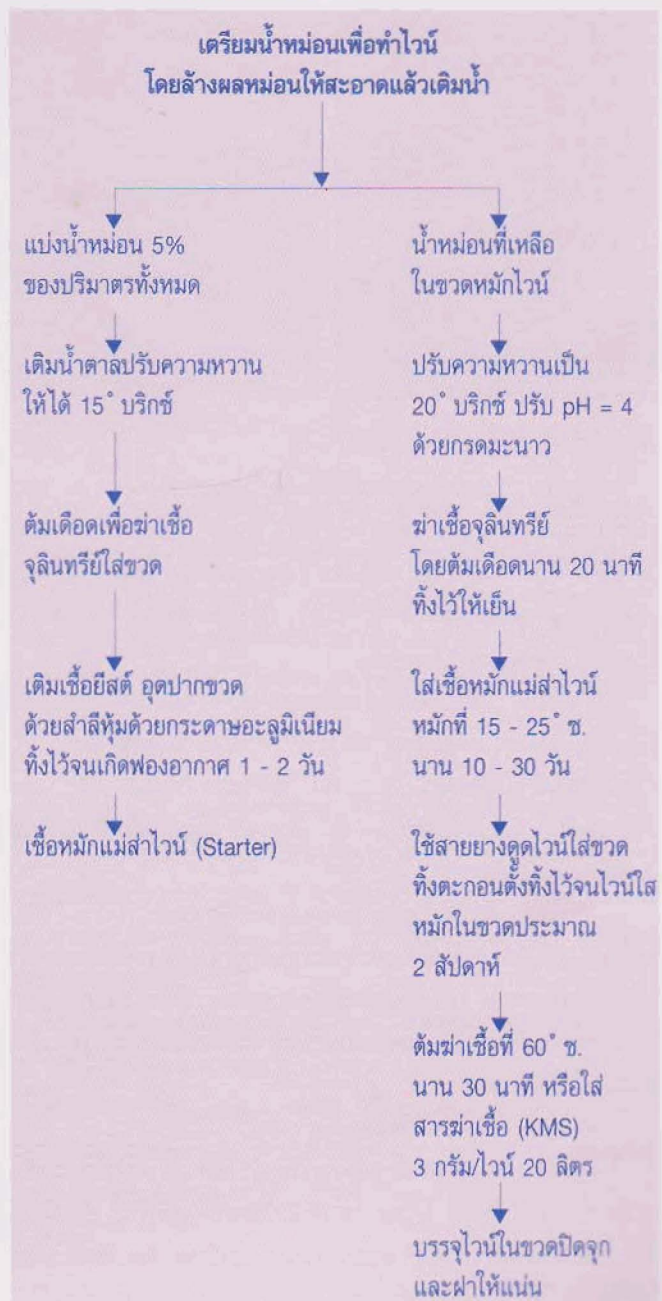 เตรียมน้ำหม่อนเพื่อทำไวน์
โดยล้างผลหม่อนให้สะอาดแล้วเติมน้ำ
แบ่งน้ำหม่อน 5%
ของปริมาตรทั้งหมด
เติมน้ำตาลปรับความหวาน
ให้ได้ 15° บริกซ์
ต้มเดือดเพื่อฆ่าเชื้อ
จุลินทรีย์ใส่ขวด
เติมเชื้อยีสต์ อุดปากขวด
ด้วยสำลีหุ้มด้วยกระดาษอะลูมิเนียม
ทิ้งไว้จนเกิดฟองอากาศ 1 - 2 วัน
เชื้อหมักแม่ส่าไวน์ (Starter)
น้ำหม่อนที่เหลือ
ในขวดหมักไวน์
ปรับความหวานเป็น
20° บริกซ์ ปรับ pH = 4
ด้วยกรดมะนาว
ฆ่าเชื้อจุลินทรีย์
โดยต้มเดือดนาน 20 นาที
ทิ้งไว้ให้เย็น
ใส่เชื้อหมักแม่ส่าไวน์
หมักที่ 15 - 25° ซ.
นาน 10 - 30 วัน
ใช้สายยางดูดไวน์ใส่ขวด
ทิ้งตะกอนตั้งทิ้งไว้จนไวน์ใส
หมักในขวดประมาณ
2 สัปดาห์
ต้มฆ่าเชื้อที่ 60° ซ.
นาน 30 นาที หรือใส่
สารฆ่าเชื้อ (KMS)
3 กรัม/ไวน์ 20 ลิตร
บรรจุไวน์ในขวดปิดจุก
และฝาให้แน่น